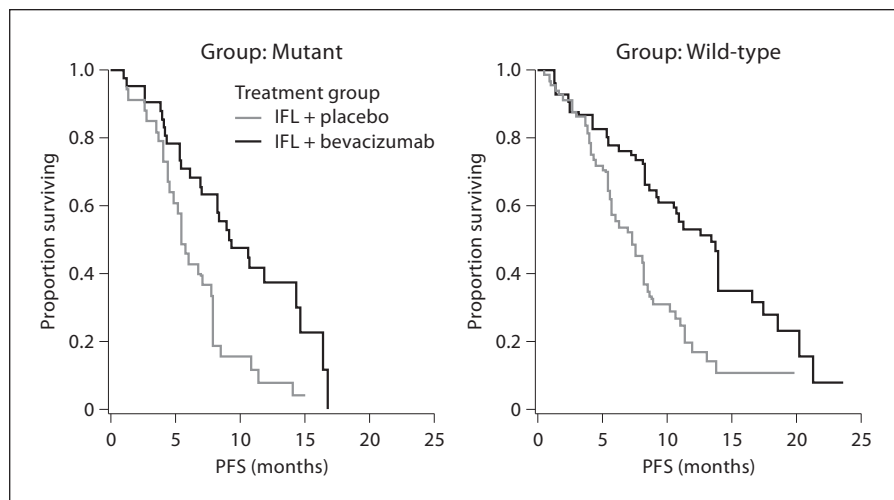 Group: Mutant
Treatment group
IFL + placebo
IFL + bevacizumab
Proportion surviving
1.0
0.8
0.6
0.4
0.2
0
0
5
10
15
20
25
PFS (months)
Group: Wild-type
Proportion surviving
1.0
0.8
0.6
0.4
0.2
0
0
5
10
15
20
25
PFS (months)